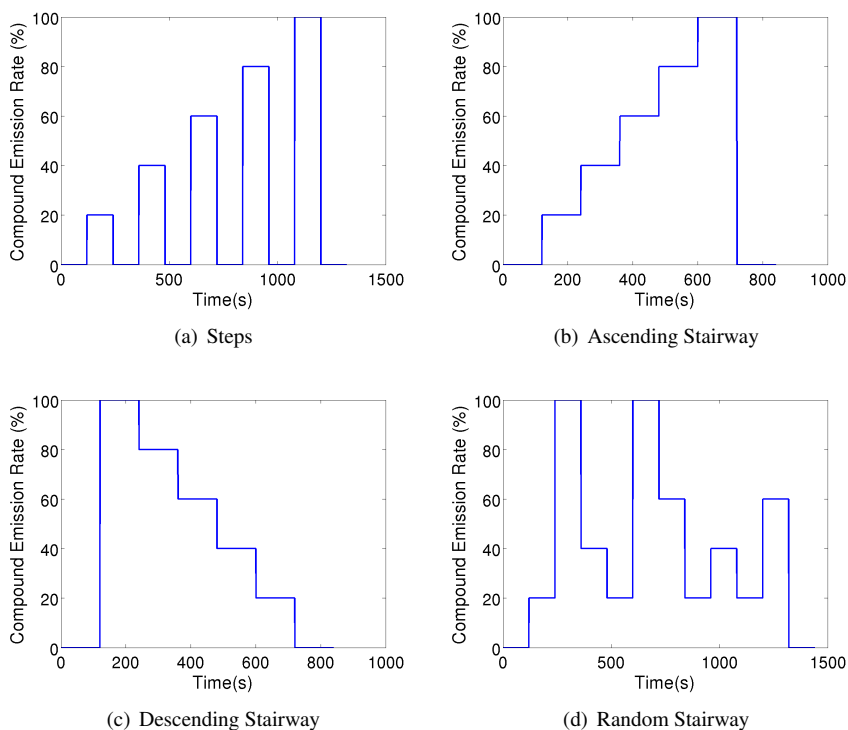 Compound Emission Rate (%)
100
80
60
40
20
0
0 500 1000 1500
Time(s)
(a) Steps
Compound Emission Rate (%)
100
80
60
40
20
0
0 200 400 600 800 1000
Time(s)
(b) Ascending Stairway
Compound Emission Rate (%)
100
80
60
40
20
0
0 200 400 600 800 1000
Time(s)
(c) Descending Stairway
Compound Emission Rate (%)
100
80
60
40
20
0
0 500 1000 1500
Time(s)
(d) Random Stairway